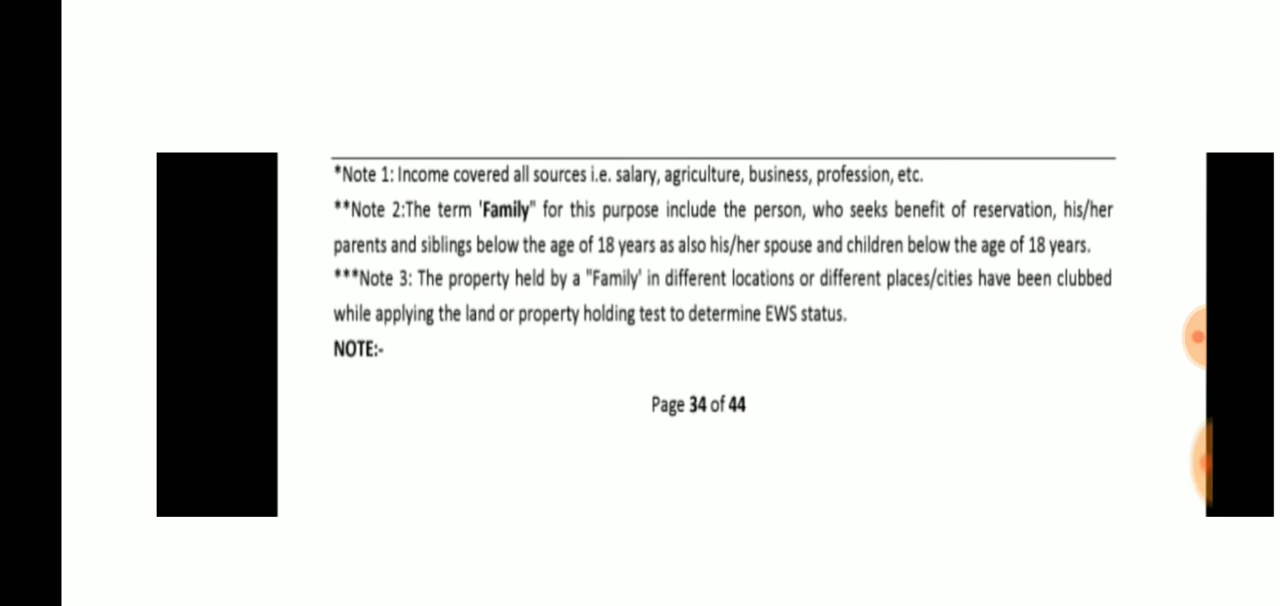 *Note 1: Income covered all sources i.e. salary, agriculture, business, profession, etc.
**Note 2:The term 'Family" for this purpose include the person, who seeks benefit of reservation, his/her
parents and siblings below the age of 18 years as also his/her spouse and children below the age of 18 years.
***Note 3: The property held by a "Family' in different locations or different places/cities have been clubbed
while applying the land or property holding test to determine EWS status.
NOTE:-
Page 34 of 44